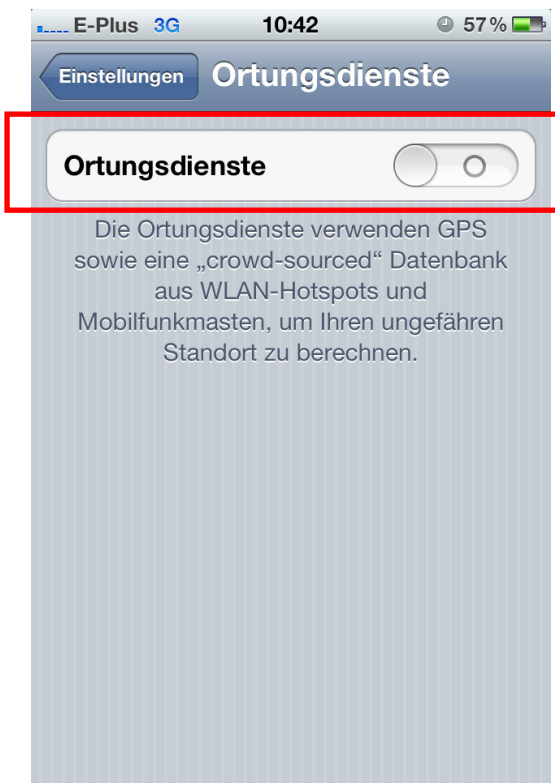 E-Plus 3G 10:42 57%
Einstellungen Ortungsdienste
Ortungsdienste
Die Ortungsdienste verwenden GPS
sowie eine „crowd-sourced“ Datenbank
aus WLAN-Hotspots und
Mobilfunkmasten, um Ihren ungefähren
Standort zu berechnen.